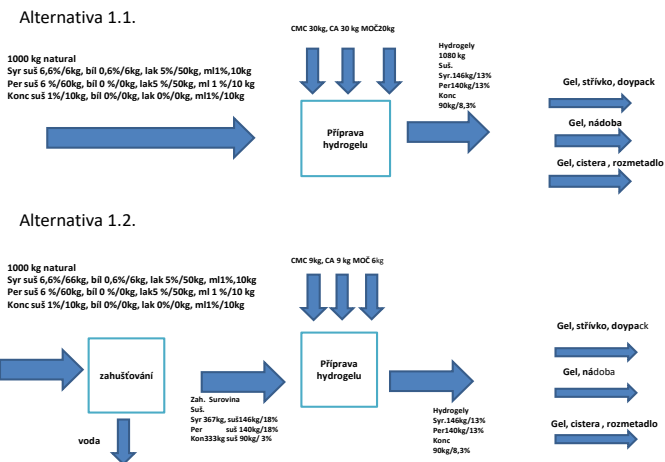 Alternativa 1.1.
CMC 30kg, CA 30 kg MOČ20kg
1000 kg natural
Syr suš 6,6%/6kg, bíl 0,6%/6kg, lak 5%/50kg, ml1%,10kg
Per suš 6 %/60kg, bíl 0 %/0kg, lak5 %/50kg, ml 1 %/10 kg
Konc suš 1%/10kg, bíl 0%/0kg, lak 0%/0kg, ml1%/10kg
Příprava
hydrogelu
Hydrogely
1080 kg
Suš.
Syr.146kg/13%
Per140kg/13%
Konc
90kg/8,3%
Gel, střívko, doypack
Gel, nádoba
Gel, cistera , rozmetadlo
Alternativa 1.2.
1000 kg natural
Syr suš 6,6%/66kg, bíl 0,6%/6kg, lak 5%/50kg, ml1%,10kg
Per suš 6 %/60kg, bíl 0 %/0kg, lak5 %/50kg, ml 1 %/10 kg
Konc suš 1%/10kg, bíl 0%/0kg, lak 0%/0kg, ml1%/10kg
CMC 9kg, CA 9 kg MOČ 6kg
zahušťování
voda
Zah. Surovina
Suš.
Syr 367kg, suš146kg/18%
Per suš 140kg/18%
Kon333kg suš 90kg/ 3%
Příprava
hydrogelu
Hydrogely
Syr.146kg/13%
Per140kg/13%
Konc
90kg/8,3%
Gel, střívko, doypack
Gel, nádoba
Gel, cistera , rozmetadlo